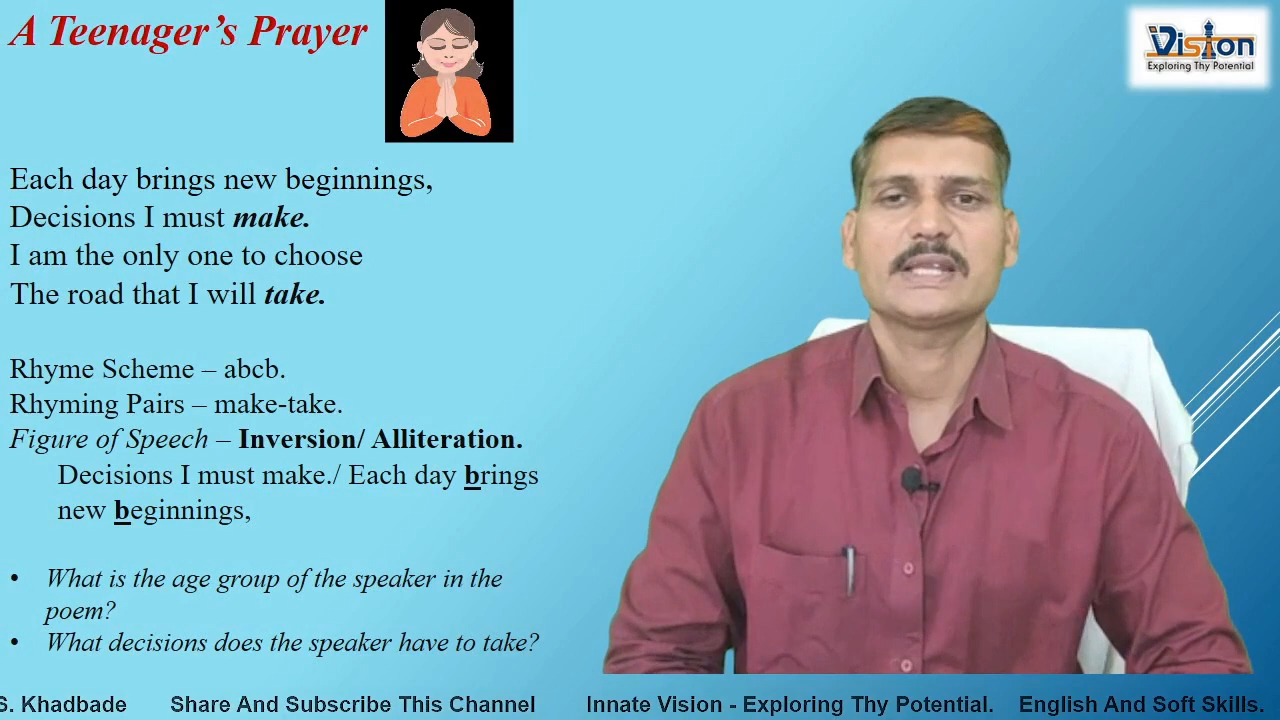 A Teenager's Prayer
Vision
Exploring Thy Potential
Each day brings new beginnings,
Decisions I must make.
I am the only one to choose
The road that I will take.
Rhyme Scheme – abcb.
Rhyming Pairs – make-take.
Figure of Speech – Inversion/ Alliteration.
Decisions I must make./ Each day brings
new beginnings,
• What is the age group of the speaker in the
poem?
• What decisions does the speaker have to take?
S. Khadbade Share And Subscribe This Channel Innate Vision - Exploring Thy Potential. English And Soft Skills.